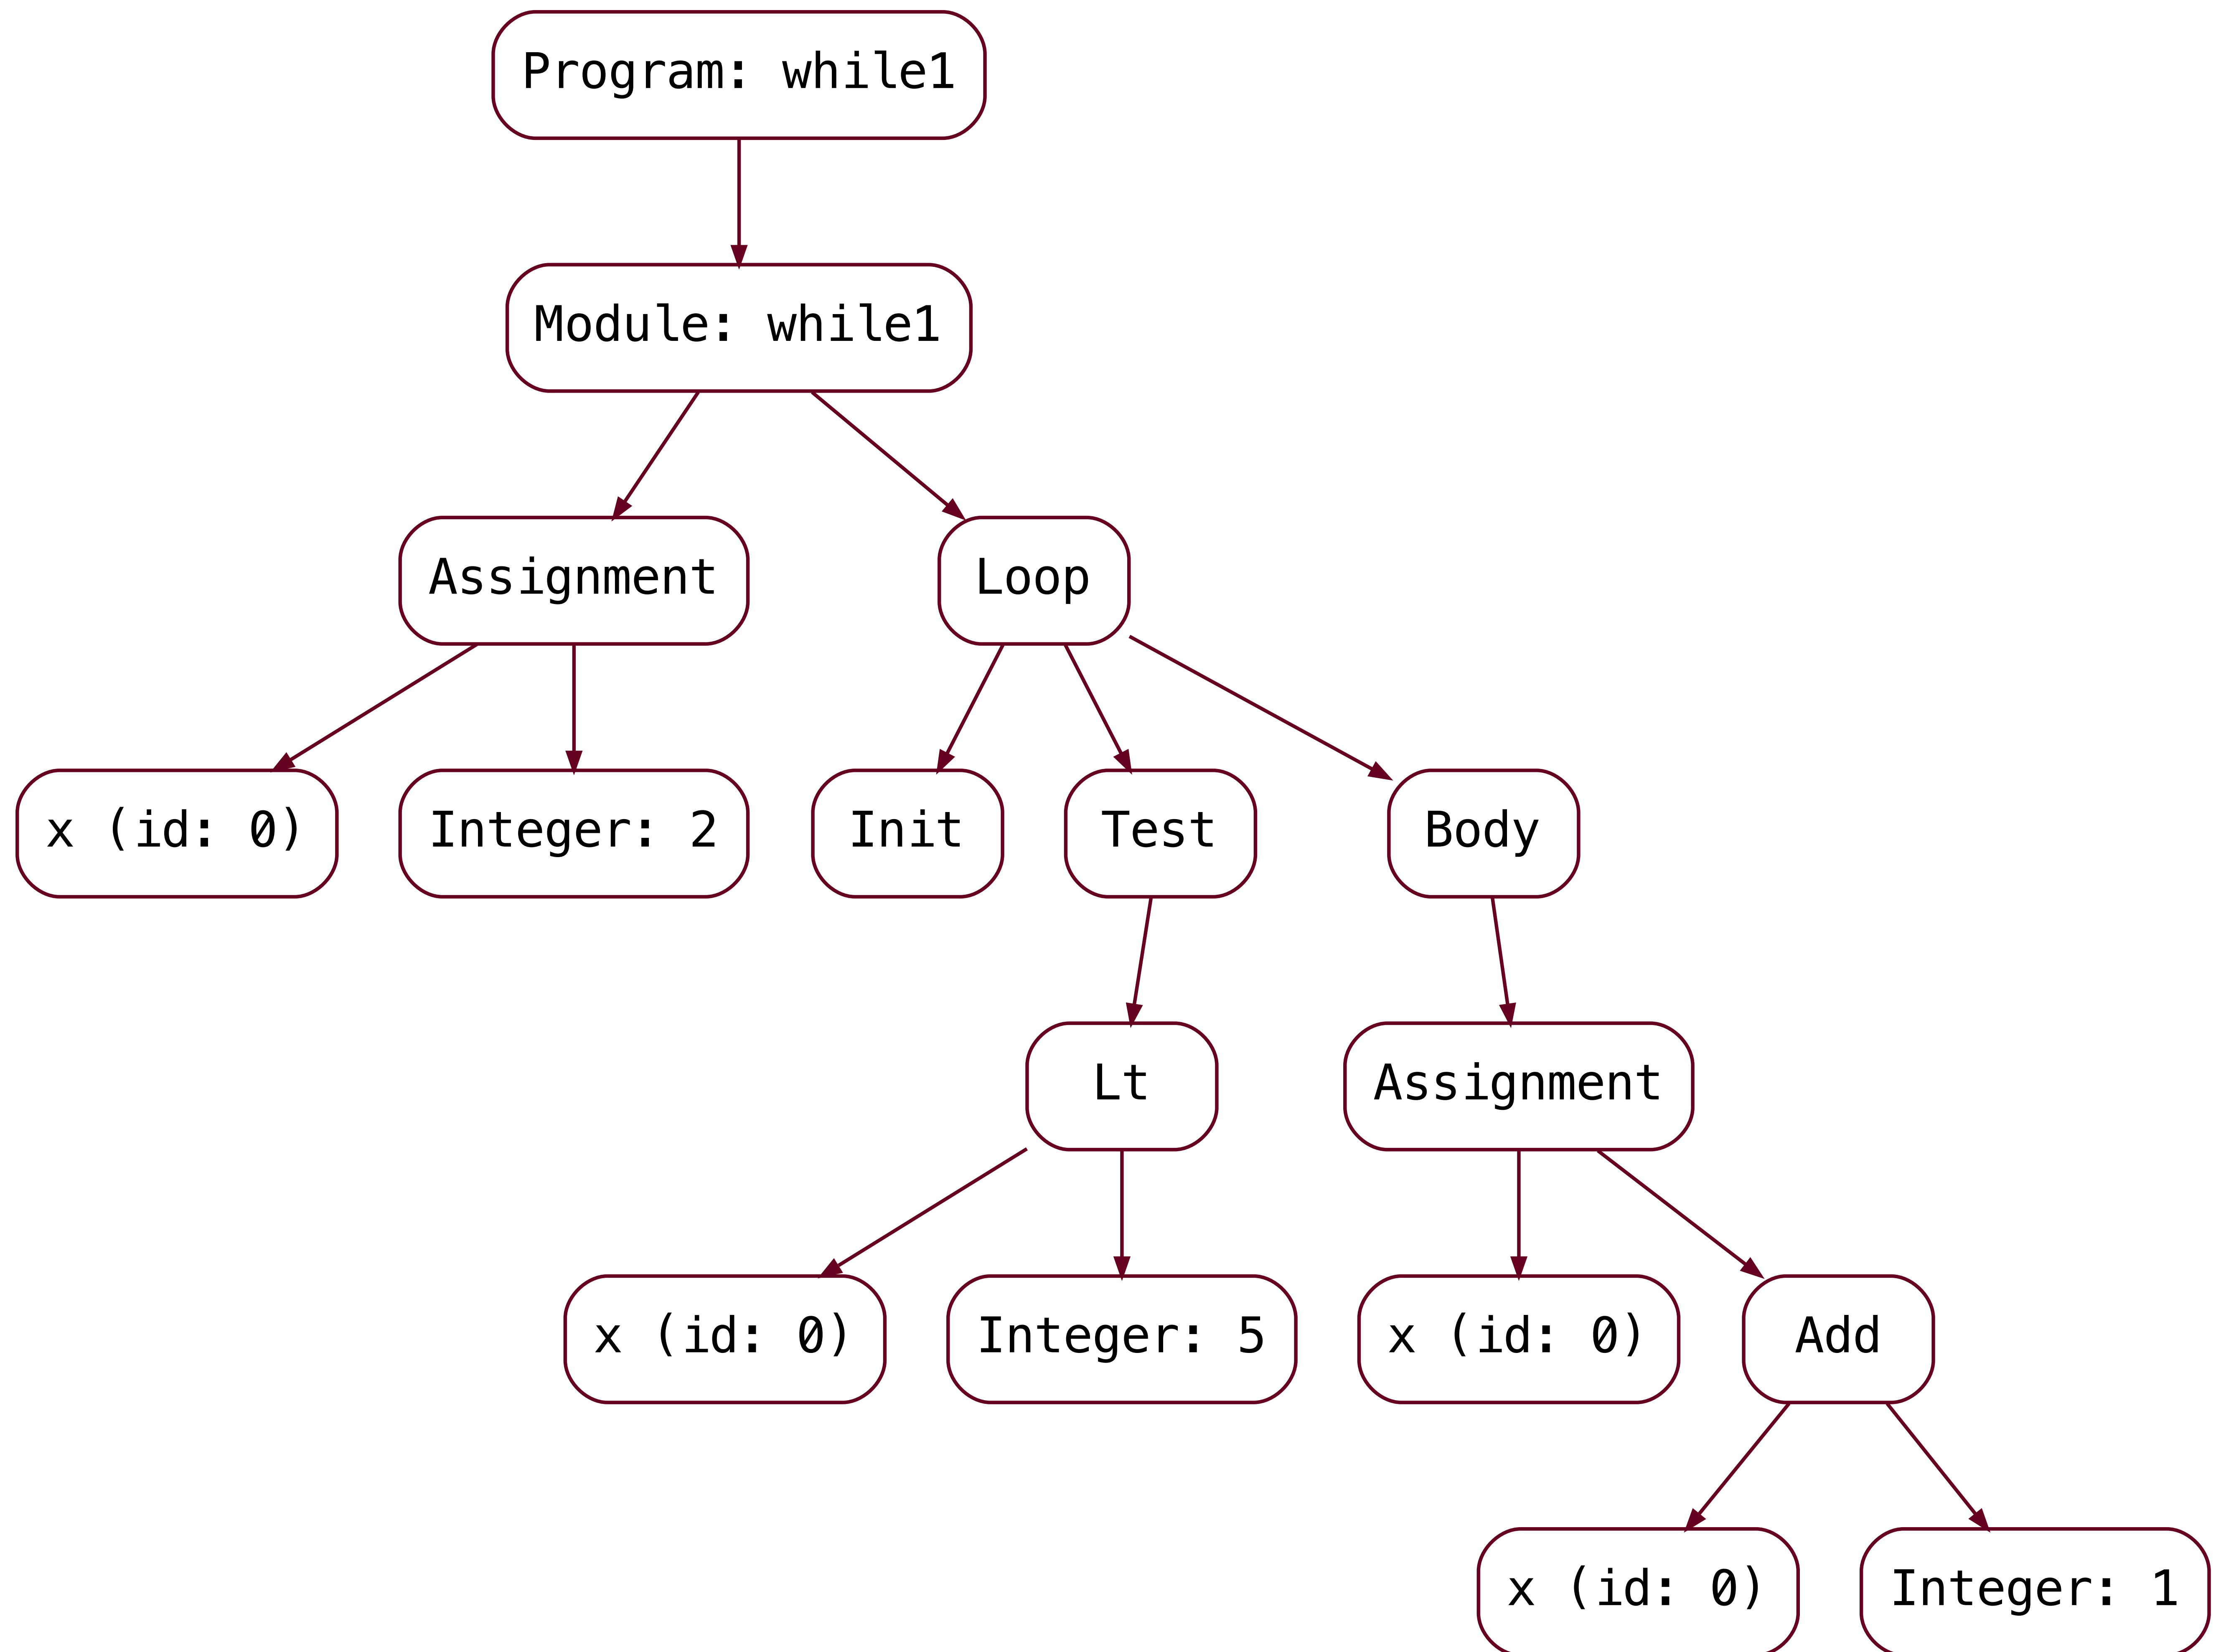 Program: while1
Module: while1
Assignment
Loop
x (id: 0)
Integer: 2
Init
Test
Body
Lt
Assignment
x (id: 0)
Integer: 5
x (id: 0)
Add
x (id: 0)
Integer: 1